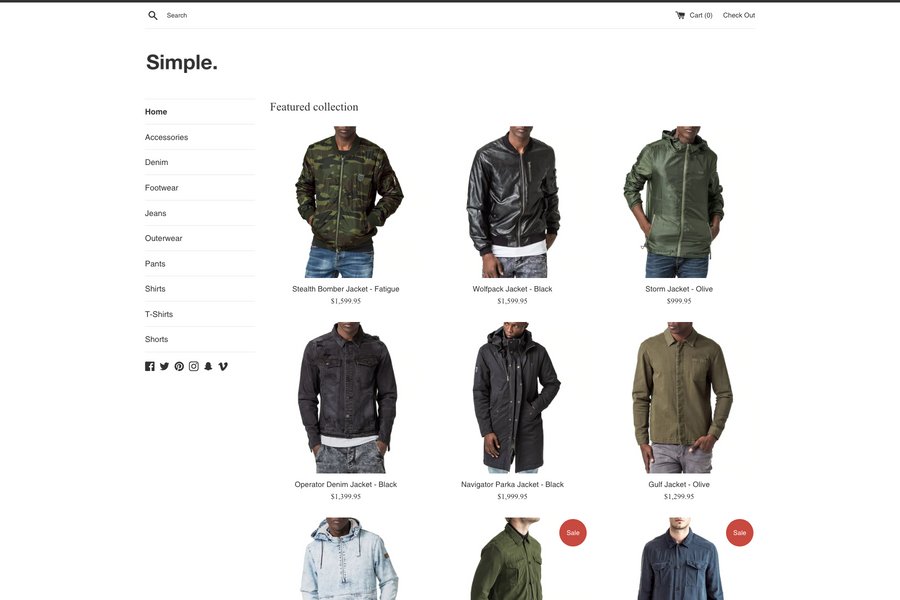 Search
Cart (0)
Check Out
Simple.
Home
Accessories
Denim
Footwear
Jeans
Outerwear
Pants
Shirts
T-Shirts
Shorts
Featured collection
Stealth Bomber Jacket - Fatigue
$1,599.95
Wolfpack Jacket - Black
$1,599.95
Storm Jacket - Olive
$999.95
Operator Denim Jacket - Black
$1,399.95
Navigator Parka Jacket - Black
$1,999.95
Gulf Jacket - Olive
$1,299.95
Sale
Sale